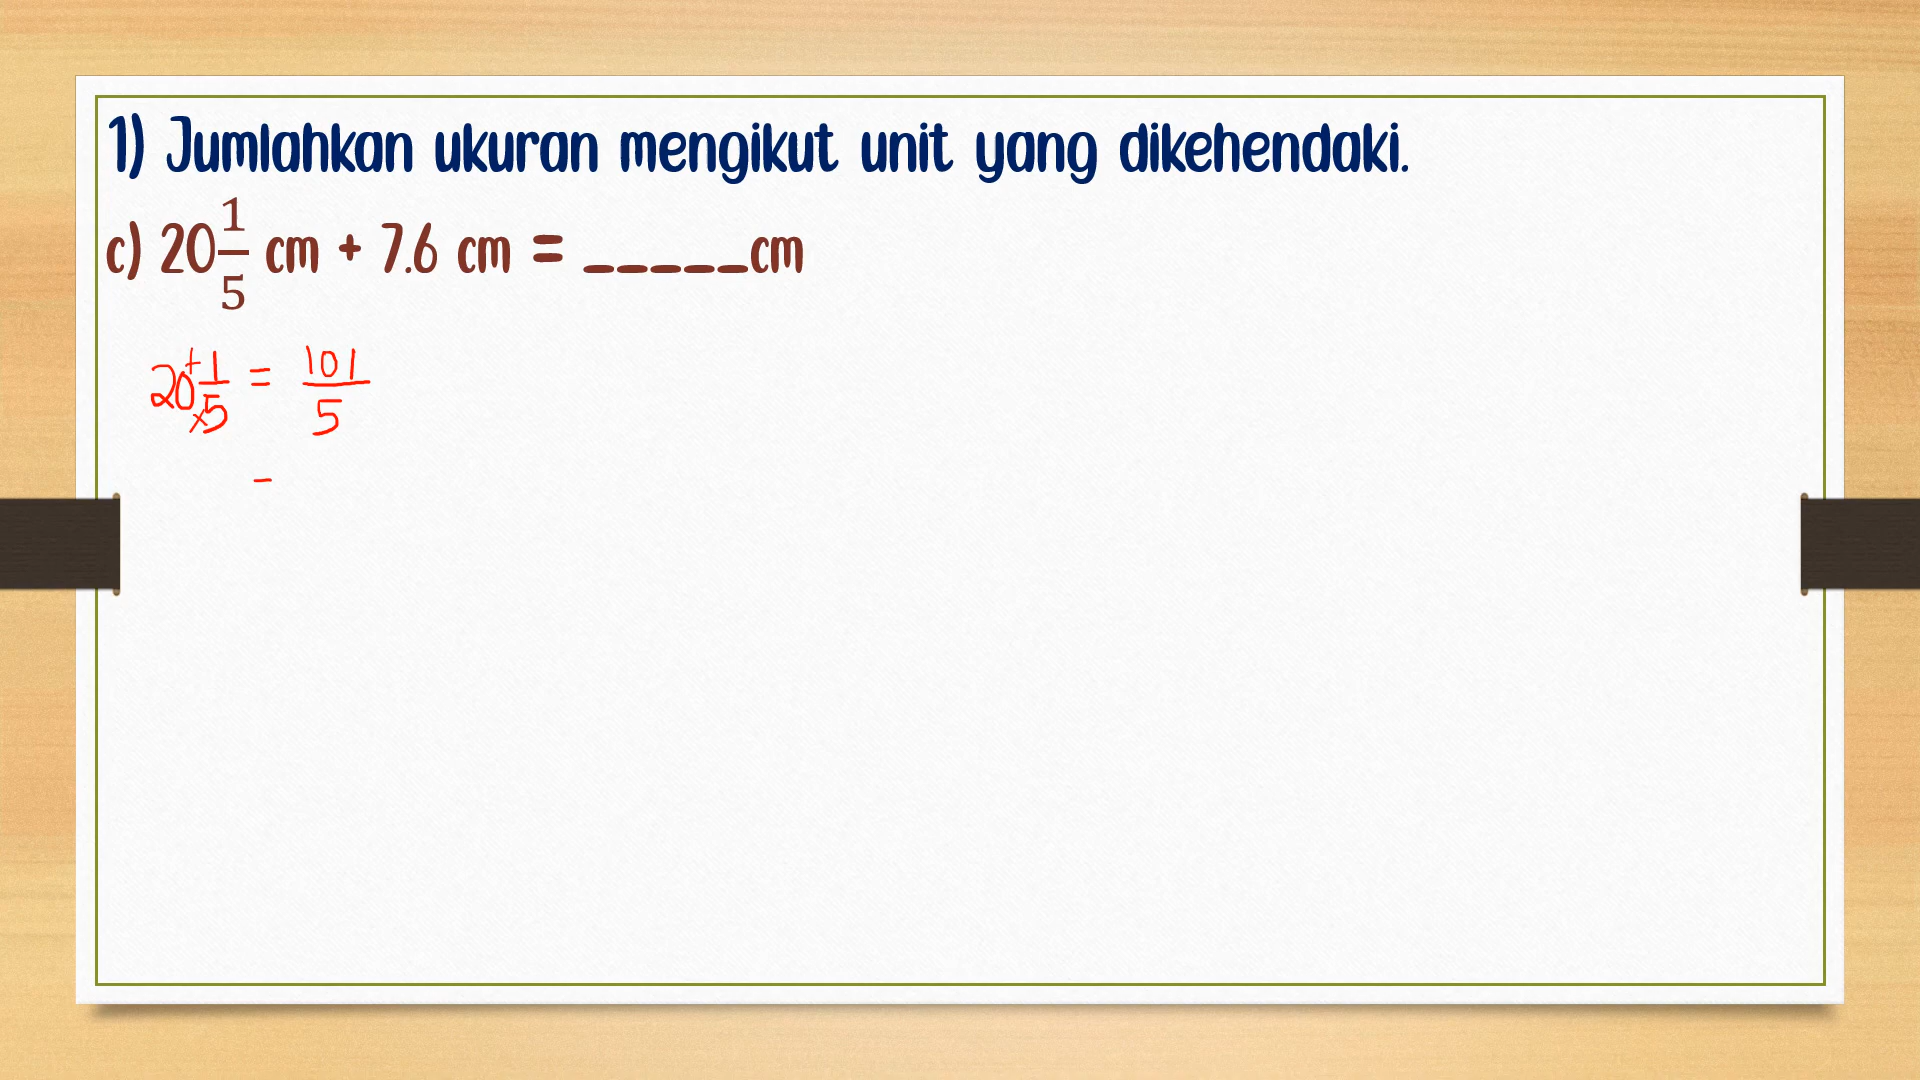 1) Jumlahkan ukuran mengikut unit yang dikehendaki.
c) 20 1/5 cm + 7.6 cm = _____cm
20 + 1/×5 = 101/5
=